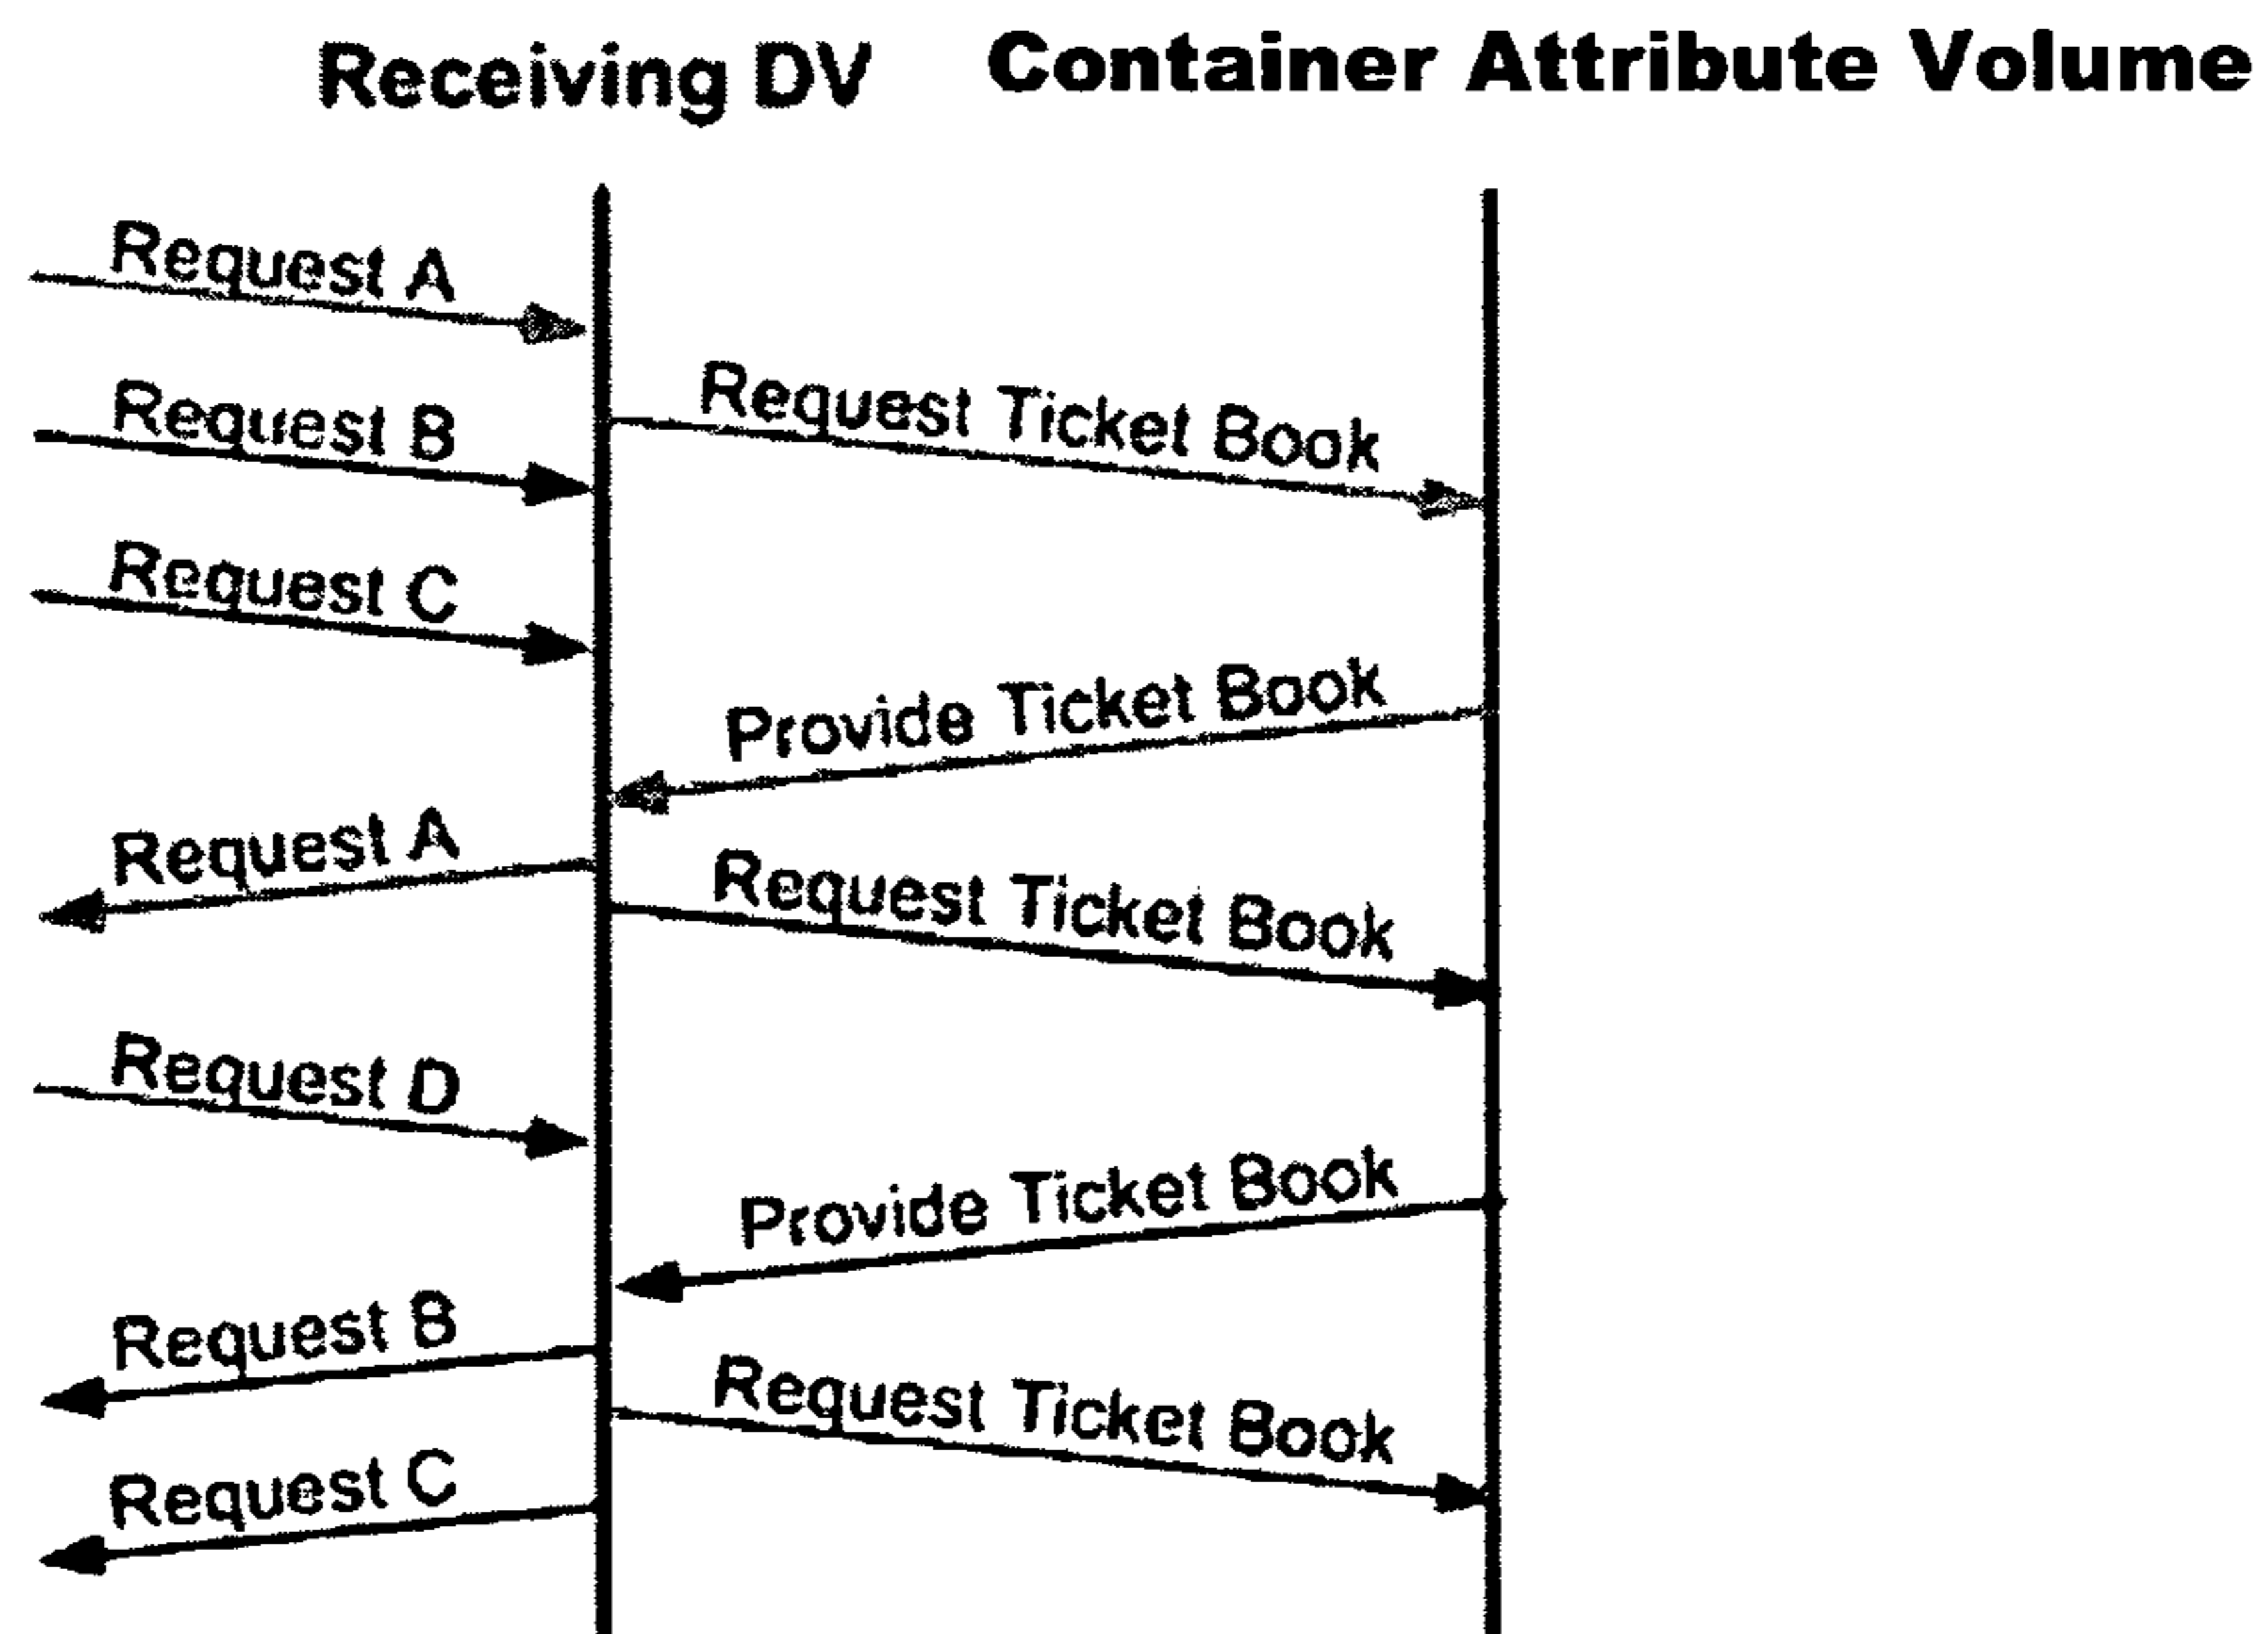 Receiving DV
Container Attribute Volume
Request A
Request B
Request Ticket Book
Request C
Provide Ticket Book
Request A
Request Ticket Book
Request D
Provide Ticket Book
Request B
Request Ticket Book
Request C